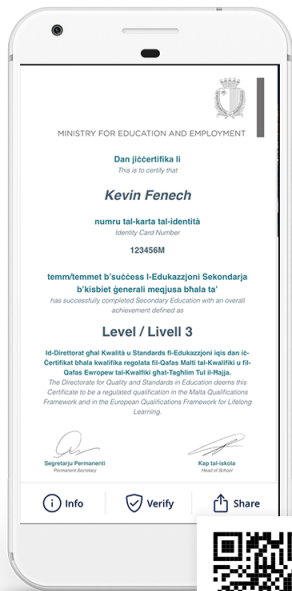 MINISTRY FOR EDUCATION AND EMPLOYMENT
Dan jiċċertifika li
This is to certify that
Kevin Fenech
numru tal-karta tal-identità
Identity Card Number
123456M
temm/temmet b'suċċess l-Edukazzjoni Sekondarja
b'kisbiet ġenerali meqjusa bħala ta'
has successfully completed Secondary Education with an overall
achievement defined as
Level / Livell 3
Id-Direttorat għal Kwalità u Standards fl-Edukazzjoni iqis dan iċ-
Ċertifikat bħala kwalifika regolata fil-Qafas Malti tal-Kwalifiki u fil-
Qafas Ewropew tal-Kwalfiki għat-Tagħlim Tul il-Ħajja.
The Directorate for Quality and Standards in Education deems this
Certificate to be a regulated qualification in the Malta Qualifications
Framework and in the European Qualifications Framework for Lifelong
Learning.
Segretarju Permanenti
Permanent Secretary
Kap tal-iskola
Head of School
Info
Verify
Share